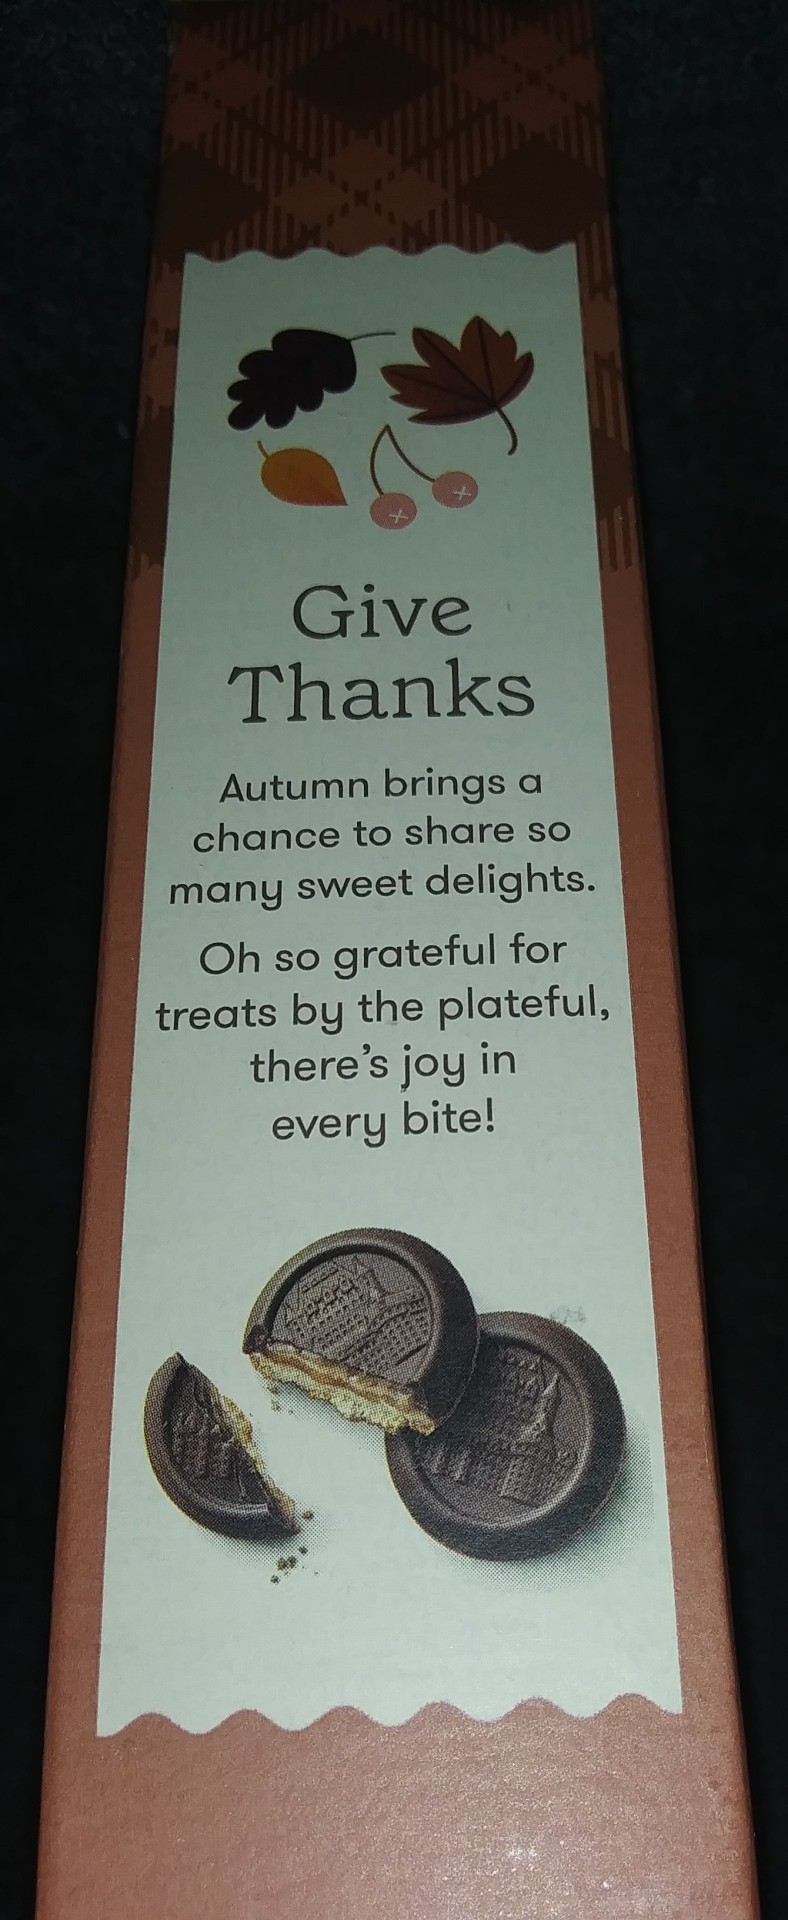 Give
Thanks
Autumn brings a
chance to share so
many sweet delights.
Oh so grateful for
treats by the plateful,
there's joy in
every bite!